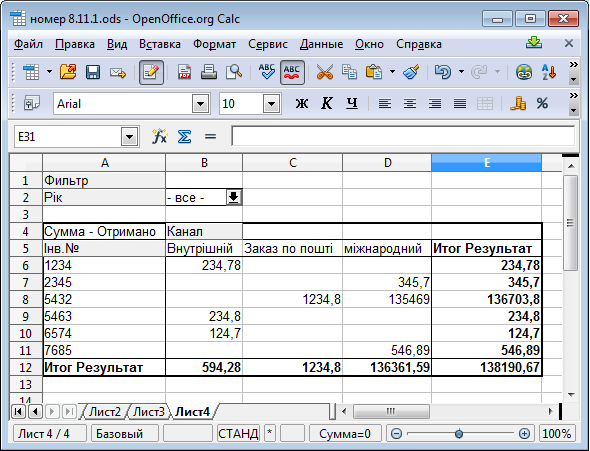 номер 8.11.1.ods - OpenOffice.org Calc
Файл Правка Вид Вставка Формат Сервис Данные Окно Справка
ABC ABC A Z
Arial 10 Ж К Ч %
E31 fx Σ =
A B C D E
1 Фильтр
2 Рік - все -
3
4 Сумма - Отримано Канал
5 Інв.№ Внутрішній Заказ по пошті міжнародний Итог Результат
6 1234 234,78 234,78
7 2345 345,7 345,7
8 5432 1234,8 135469 136703,8
9 5463 234,8 234,8
10 6574 124,7 124,7
11 7685 546,89 546,89
12 Итог Результат 594,28 1234,8 136361,59 138190,67
13
14
Лист2 Лист3 Лист4
Лист 4 / 4 Базовый СТАНД * Сумма=0 100%